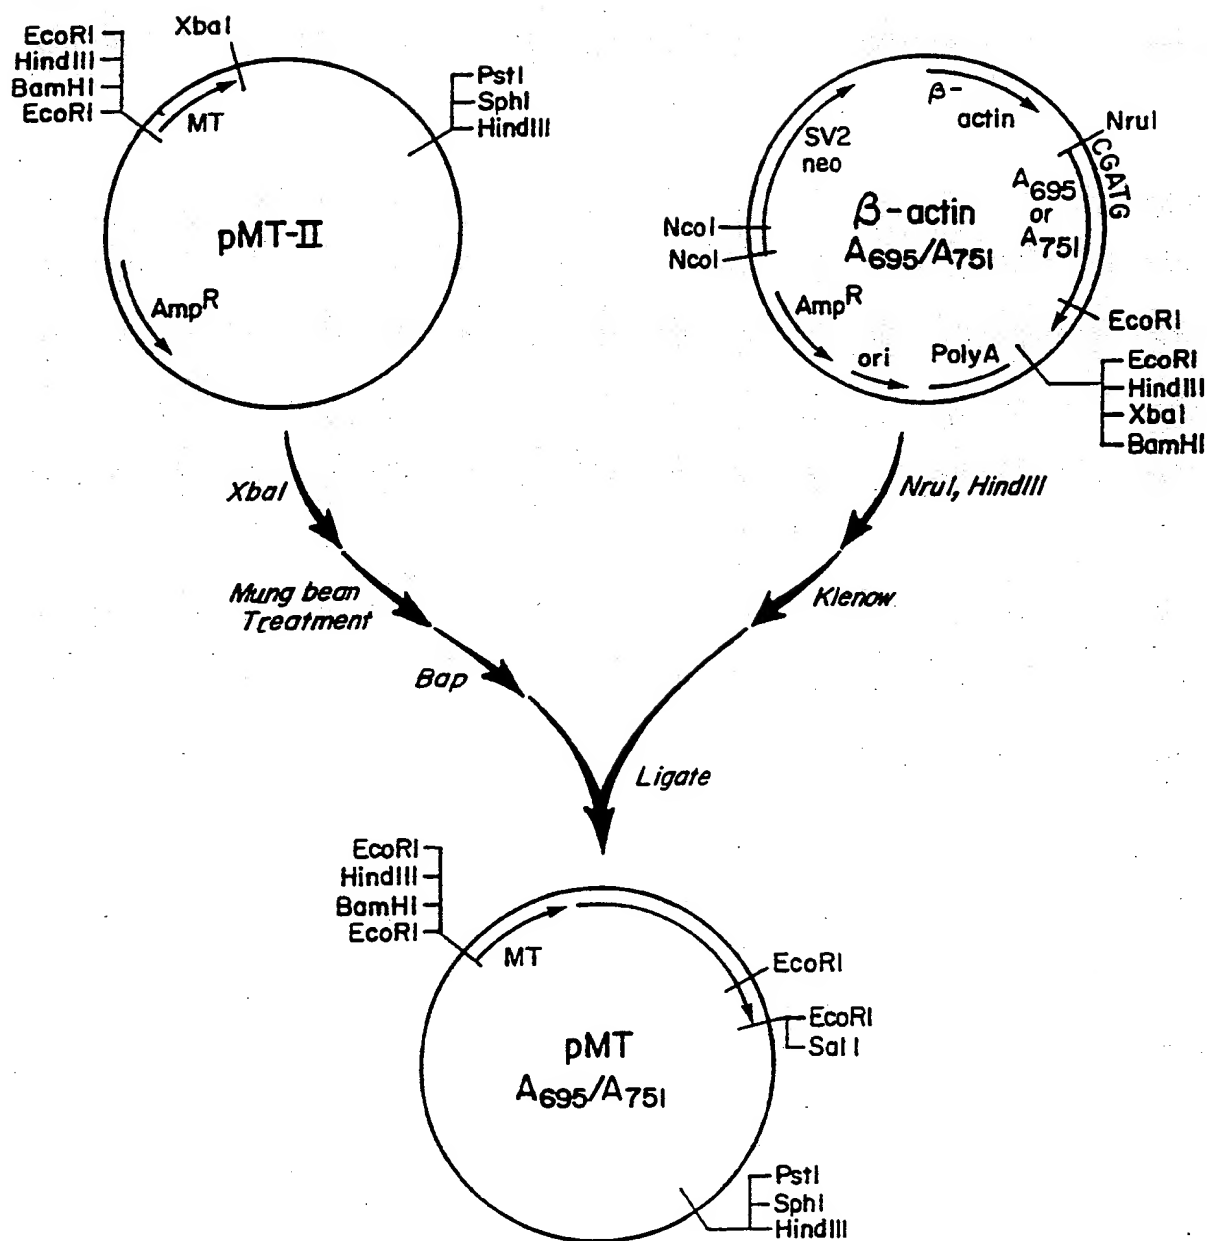 EcoRI
HindIII
BamHI
EcoRI
XbaI
MT
PstI
SphI
HindIII
pMT-II
AmpR
β-
actin
NruI
CGATG
SV2
neo
A695
or
A751
β-actin
A695/A751
NcoI
NcoI
AmpR
ori
PolyA
EcoRI
EcoRI
HindIII
XbaI
BamHI
XbaI
Mung bean
Treatment
Bap
NruI, HindIII
Klenow
Ligate
EcoRI
HindIII
BamHI
EcoRI
MT
EcoRI
EcoRI
SalI
pMT
A695/A751
PstI
SphI
HindIII